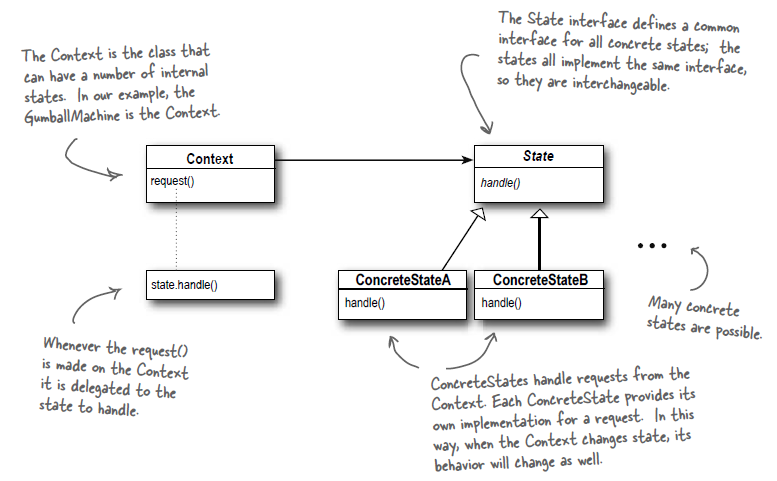 The Context is the class that
can have a number of internal
states. In our example, the
GumballMachine is the Context.
The State interface defines a common
interface for all concrete states; the
states all implement the same interface,
so they are interchangeable.
Context
request()
State
handle()
state.handle()
ConcreteStateA
handle()
ConcreteStateB
handle()
...
Many concrete
states are possible.
Whenever the request()
is made on the Context
it is delegated to the
state to handle.
ConcreteStates handle requests from the
Context. Each ConcreteState provides its
own implementation for a request. In this
way, when the Context changes state, its
behavior will change as well.